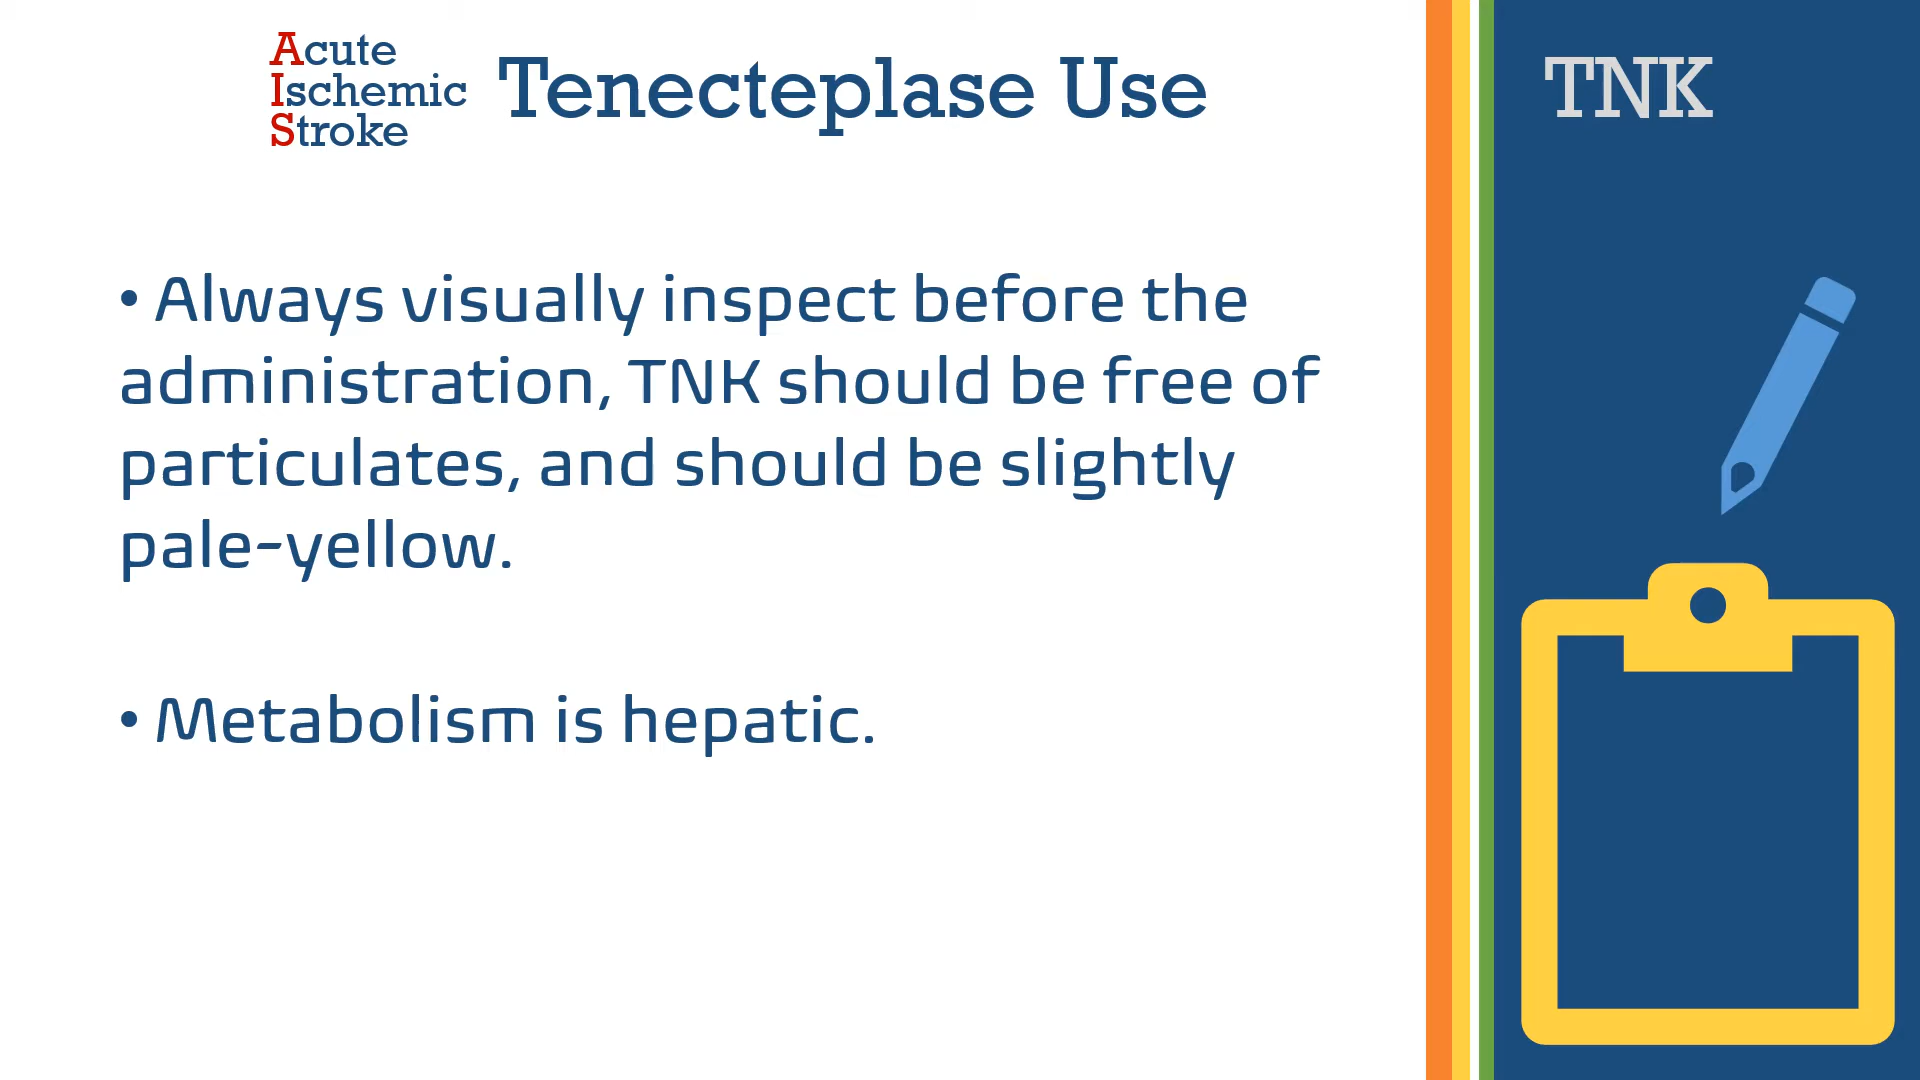 Acute
Ischemic
Stroke
Tenecteplase Use
TNK
• Always visually inspect before the
administration, TNK should be free of
particulates, and should be slightly
pale-yellow.
• Metabolism is hepatic.